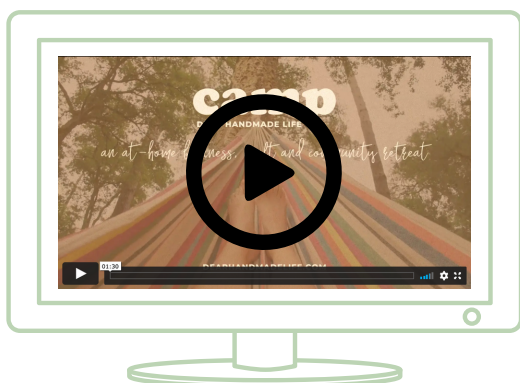 camp
HANDMADE LIFE
an at-home and community retreat
DEARHANDMADELIFE.COM
01:30